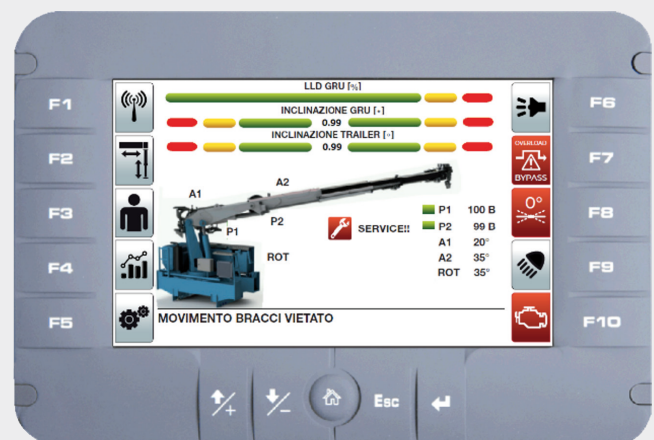 LLD GRU [%]
INCLINAZIONE GRU [°]
0.99
INCLINAZIONE TRAILER [°]
0.99
F1
F2
F3
F4
F5
F6
F7
F8
F9
F10
OVERLOAD
BYPASS
0°
A1
A2
P1
P2
ROT
SERVICE!!
P1 100 B
P2 99 B
A1 20°
A2 35°
ROT 35°
MOVIMENTO BRACCI VIETATO
+
−
Esc